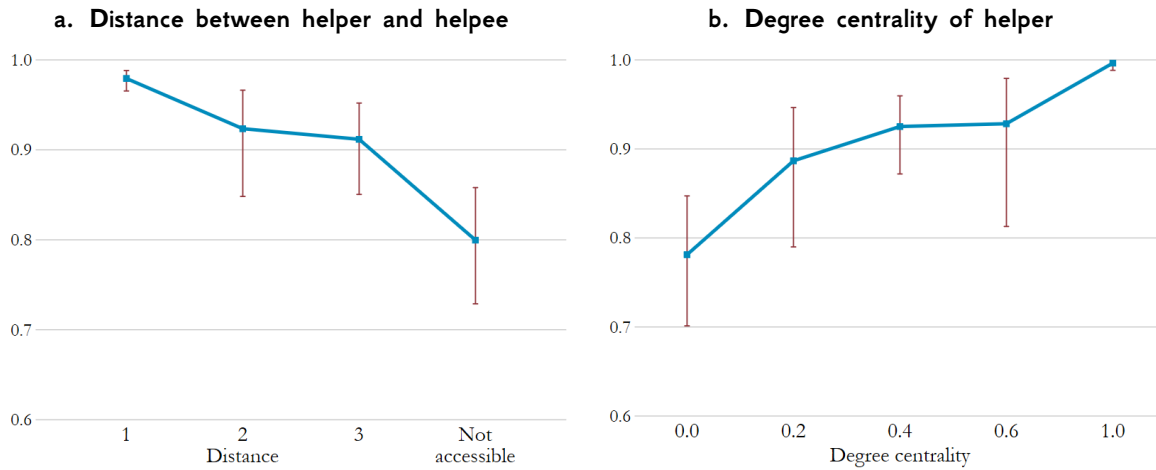 a. Distance between helper and helpee
1.0
0.9
0.8
0.7
0.6
1 2 3 Not
accessible
Distance
b. Degree centrality of helper
1.0
0.9
0.8
0.7
0.6
0.0 0.2 0.4 0.6 1.0
Degree centrality